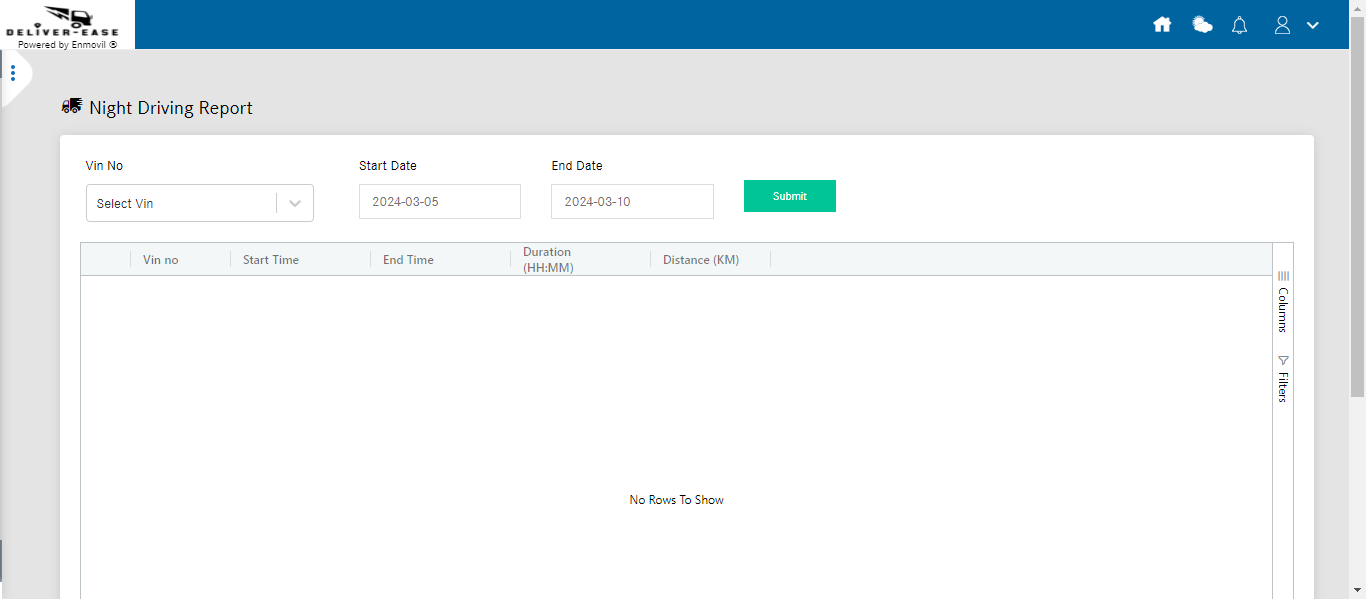 DELIVER-EASE
Powered by Enmovil ®
Night Driving Report
Vin No
Start Date
End Date
Select Vin
2024-03-05
2024-03-10
Submit
Vin no
Start Time
End Time
Duration
(HH:MM)
Distance (KM)
Columns
Filters
No Rows To Show